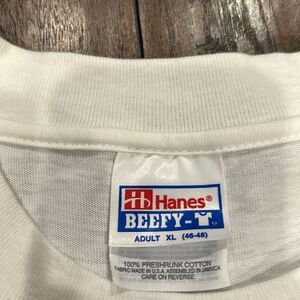 Hanes®
BEEFY-T
ADULT XL (46-48)
100% PRESHRUNK COTTON
FABRIC MADE IN U.S.A. ASSEMBLED IN JAMAICA
CARE ON REVERSE